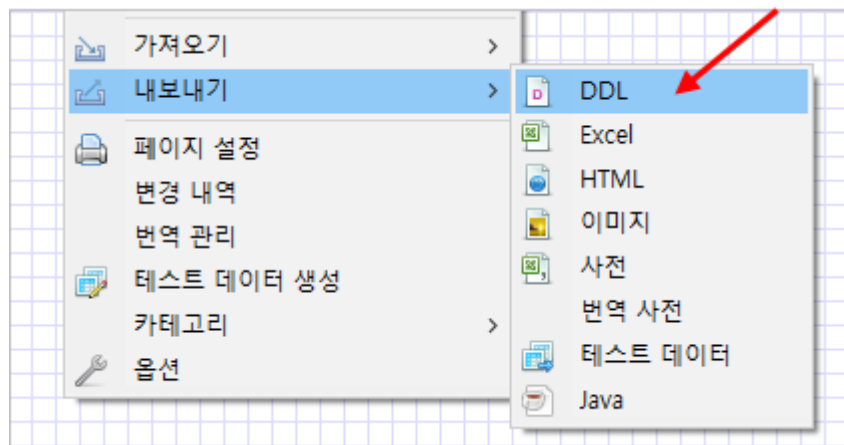 가져오기
내보내기
페이지 설정
변경 내역
번역 관리
테스트 데이터 생성
카테고리
옵션
DDL
Excel
HTML
이미지
사전
번역 사전
테스트 데이터
Java